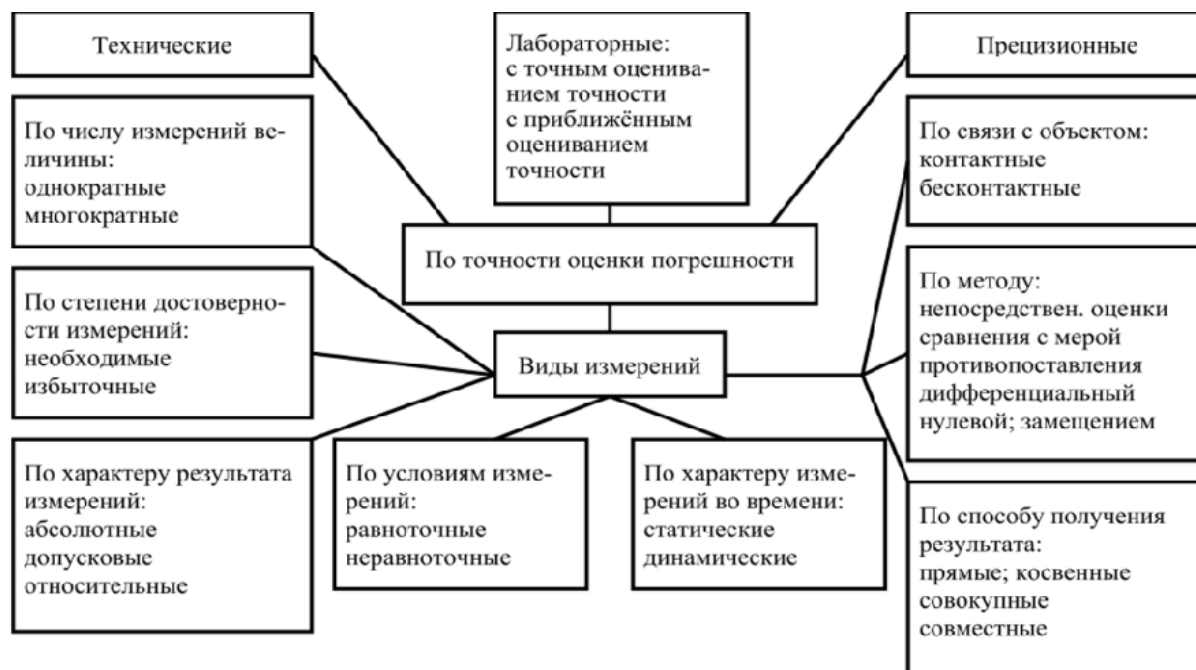 Технические
Лабораторные:
с точным оценива-
нием точности
с приближённым
оцениванием
точности
Прецизионные
По числу измерений ве-
личины:
однократные
многократные
По связи с объектом:
контактные
бесконтактные
По точности оценки погрешности
По степени достоверно-
сти измерений:
необходимые
избыточные
Виды измерений
По методу:
непосредствен. оценки
сравнения с мерой
противопоставления
дифференциальный
нулевой; замещением
По характеру результата
измерений:
абсолютные
допусковые
относительные
По условиям изме-
рений:
равноточные
неравноточные
По характеру изме-
рений во времени:
статические
динамические
По способу получения
результата:
прямые; косвенные
совокупные
совместные